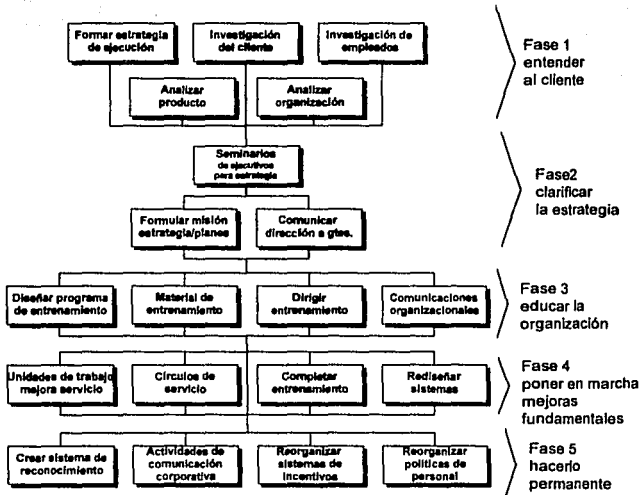 Formar estrategia
de ejecución
Investigación
del cliente
Investigación de
empleados
Analizar
producto
Analizar
organización
Fase 1
entender
al cliente
Seminarios
de ejecutivos
para estrategia
Formular misión
estrategia/planes
Comunicar
dirección a gtes.
Fase2
clarificar
la estrategia
Diseñar programa
de entrenamiento
Material de
entrenamiento
Dirigir
entrenamiento
Comunicaciones
organizacionales
Fase 3
educar la
organización
Unidades de trabajo
mejora servicio
Círculos de
servicio
Completar
entrenamiento
Rediseñar
sistemas
Fase 4
poner en marcha
mejoras
fundamentales
Crear sistema de
reconocimiento
Actividades de
comunicación
corporativa
Reorganizar
sistemas de
incentivos
Reorganizar
políticas de
personal
Fase 5
hacerlo
permanente